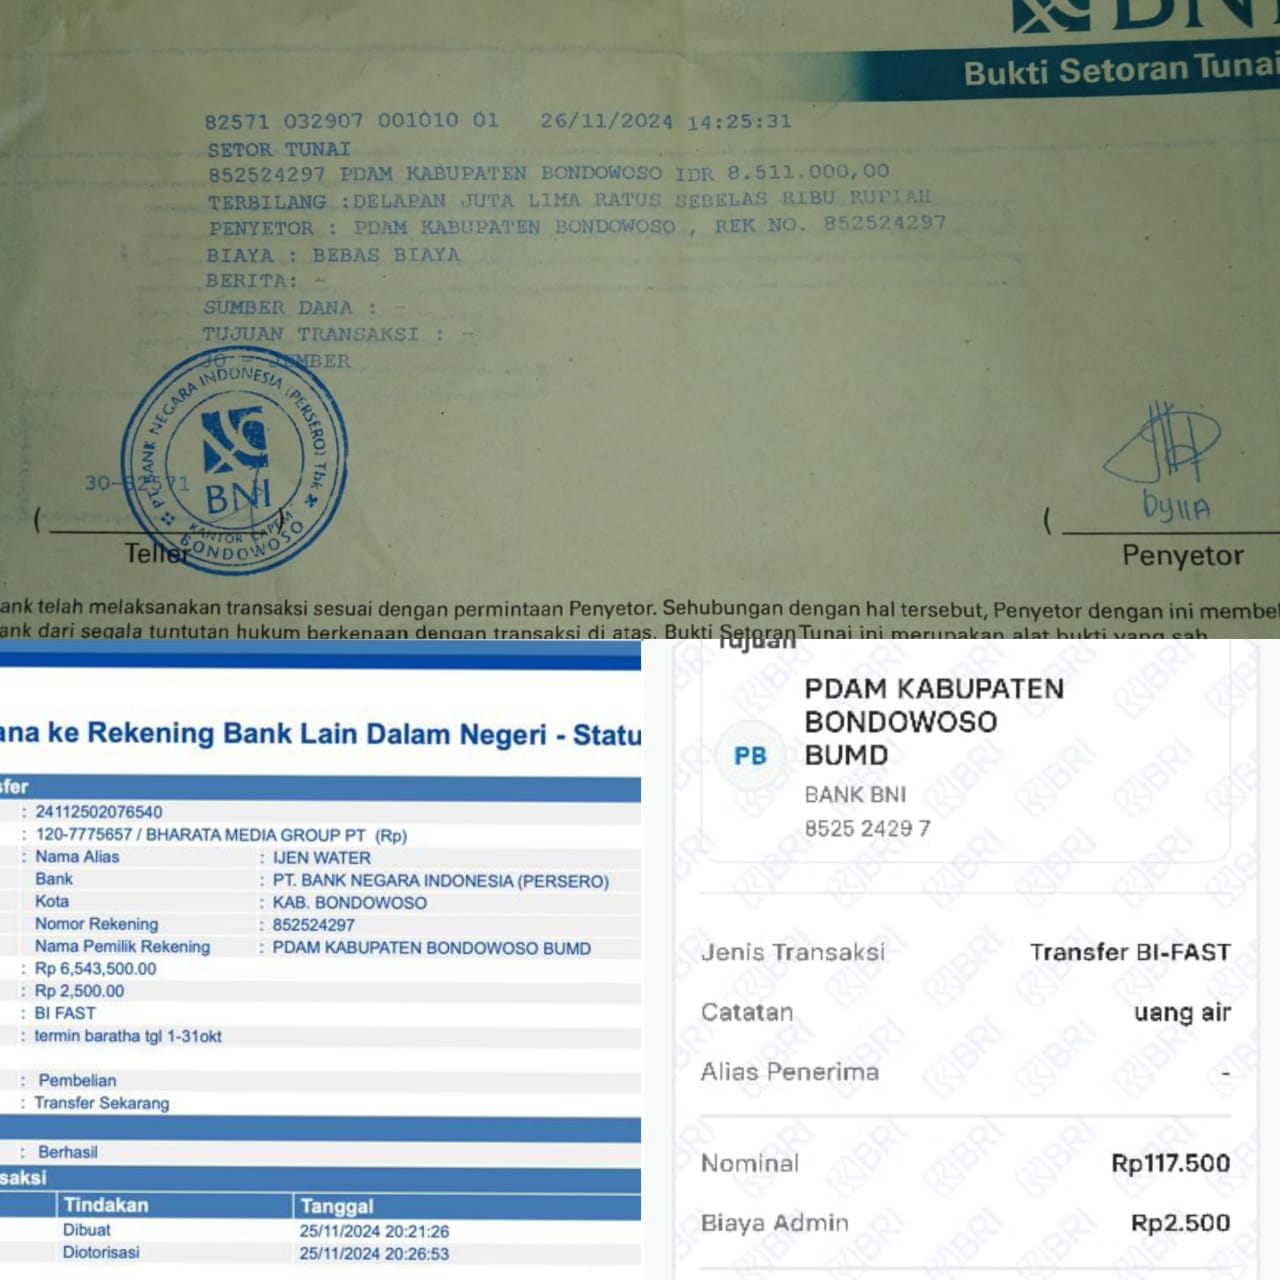 BNI
Bukti Setoran Tunai
82571 032907 001010 01 26/11/2024 14:25:31
SETOR TUNAI
852524297 PDAM KABUPATEN BONDOWOSO IDR 8.511.000,00
TERBILANG :DELAPAN JUTA LIMA RATUS SEBELAS RIBU RUPIAH
PENYETOR : PDAM KABUPATEN BONDOWOSO , REK NO. 852524297
BIAYA : BEBAS BIAYA
BERITA: -
SUMBER DANA : -
TUJUAN TRANSAKSI : -
JO - JEMBER
PT. BANK NEGARA INDONESIA (PERSERO) Tbk
BNI
KANTOR CAPEM
BONDOWOSO
30-82571
( )
Teller
DyllA
(
Penyetor
ank telah melaksanakan transaksi sesuai dengan permintaan Penyetor. Sehubungan dengan hal tersebut, Penyetor dengan ini membe
ank dari segala tuntutan hukum berkenaan dengan transaksi di atas. Bukti Setoran Tunai ini merupakan alat bukti yang sah
ana ke Rekening Bank Lain Dalam Negeri - Statu
sfer
: 24112502076540
: 120-7775657 / BHARATA MEDIA GROUP PT (Rp)
: Nama Alias : IJEN WATER
Bank : PT. BANK NEGARA INDONESIA (PERSERO)
Kota : KAB. BONDOWOSO
Nomor Rekening : 852524297
Nama Pemilik Rekening : PDAM KABUPATEN BONDOWOSO BUMD
: Rp 6,543,500.00
: Rp 2,500.00
: BI FAST
: termin baratha tgl 1-31okt
: Pembelian
: Transfer Sekarang
: Berhasil
saksi
Tindakan Tanggal
Dibuat 25/11/2024 20:21:26
Diotorisasi 25/11/2024 20:26:53
Tujuan
PDAM KABUPATEN
BONDOWOSO
BUMD
PB
BANK BNI
8525 2429 7
Jenis Transaksi Transfer BI-FAST
Catatan uang air
Alias Penerima -
Nominal Rp117.500
Biaya Admin Rp2.500
BRI